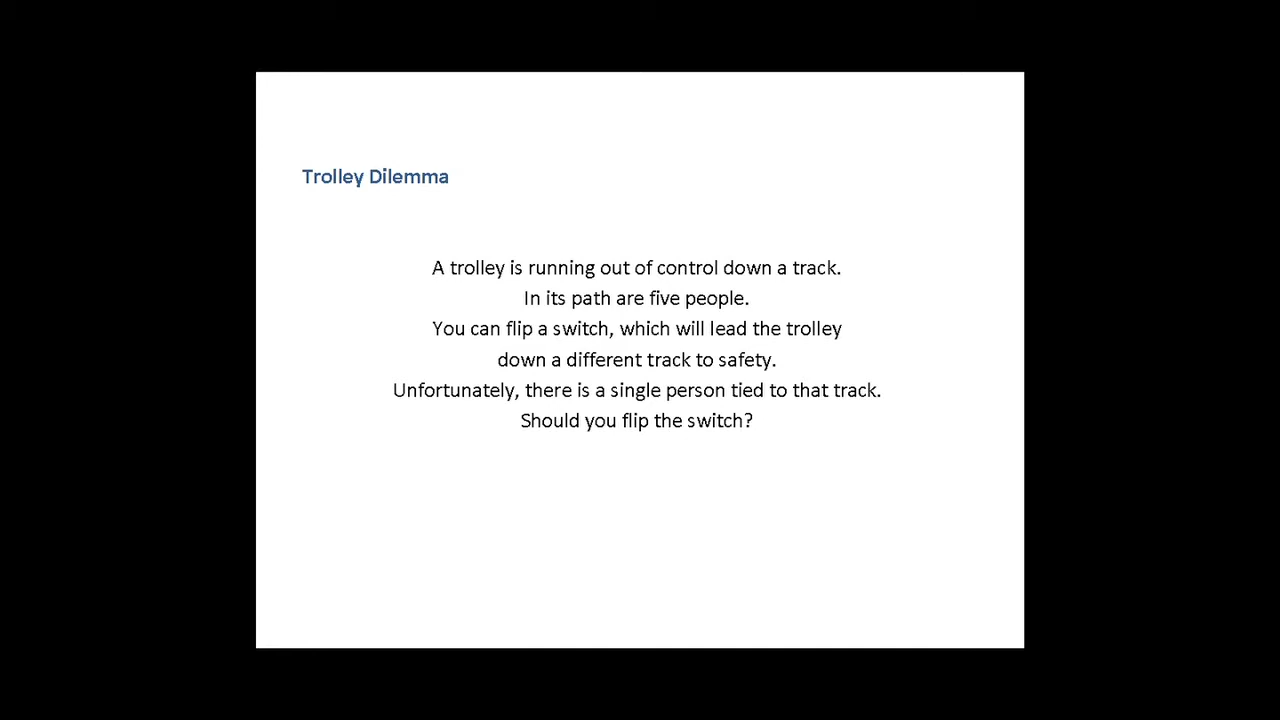 Trolley Dilemma
A trolley is running out of control down a track.
In its path are five people.
You can flip a switch, which will lead the trolley
down a different track to safety.
Unfortunately, there is a single person tied to that track.
Should you flip the switch?